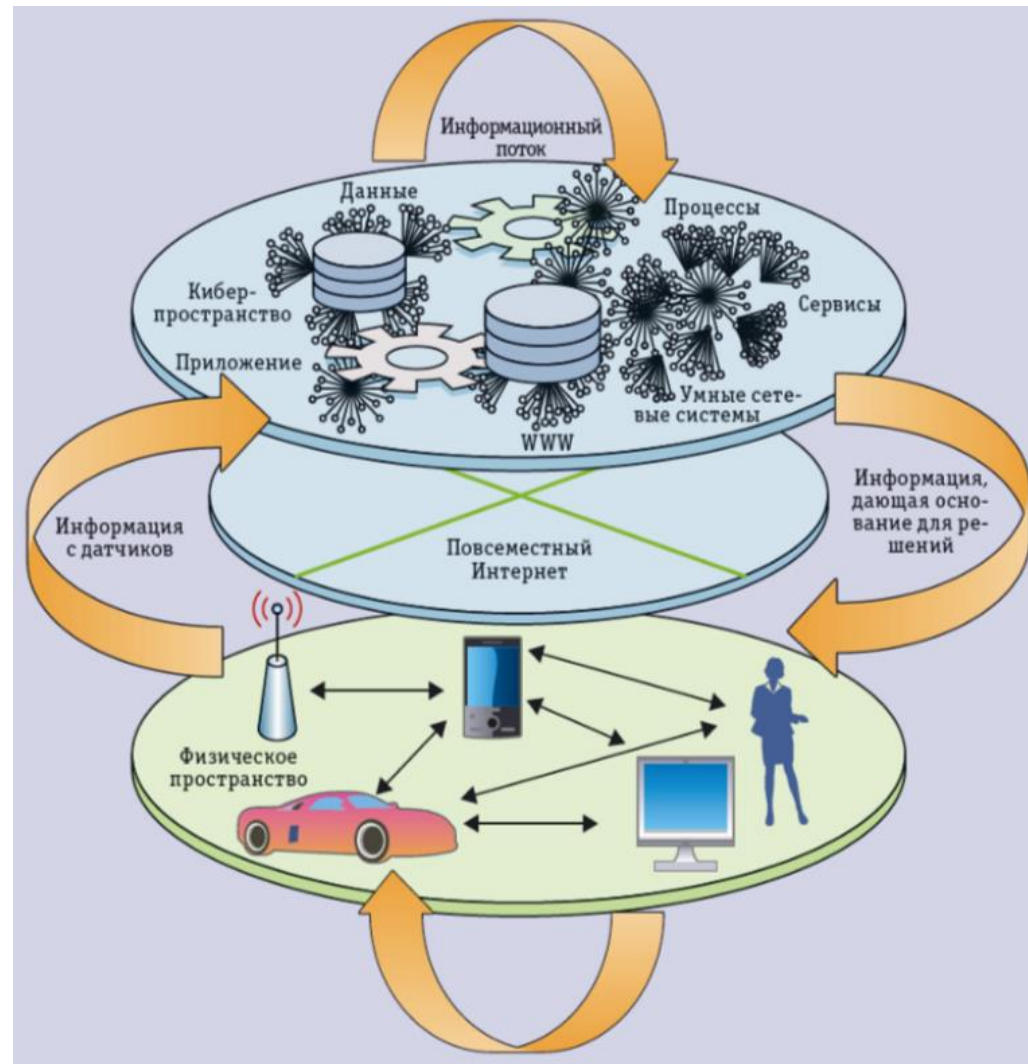 Информационный
поток
Данные
Процессы
Кибер-
пространство
Сервисы
Приложение
Умные сете-
вые системы
WWW
Информация
с датчиков
Повсеместный
Интернет
Информация,
дающая осно-
вание для ре-
шений
Физическое
пространство